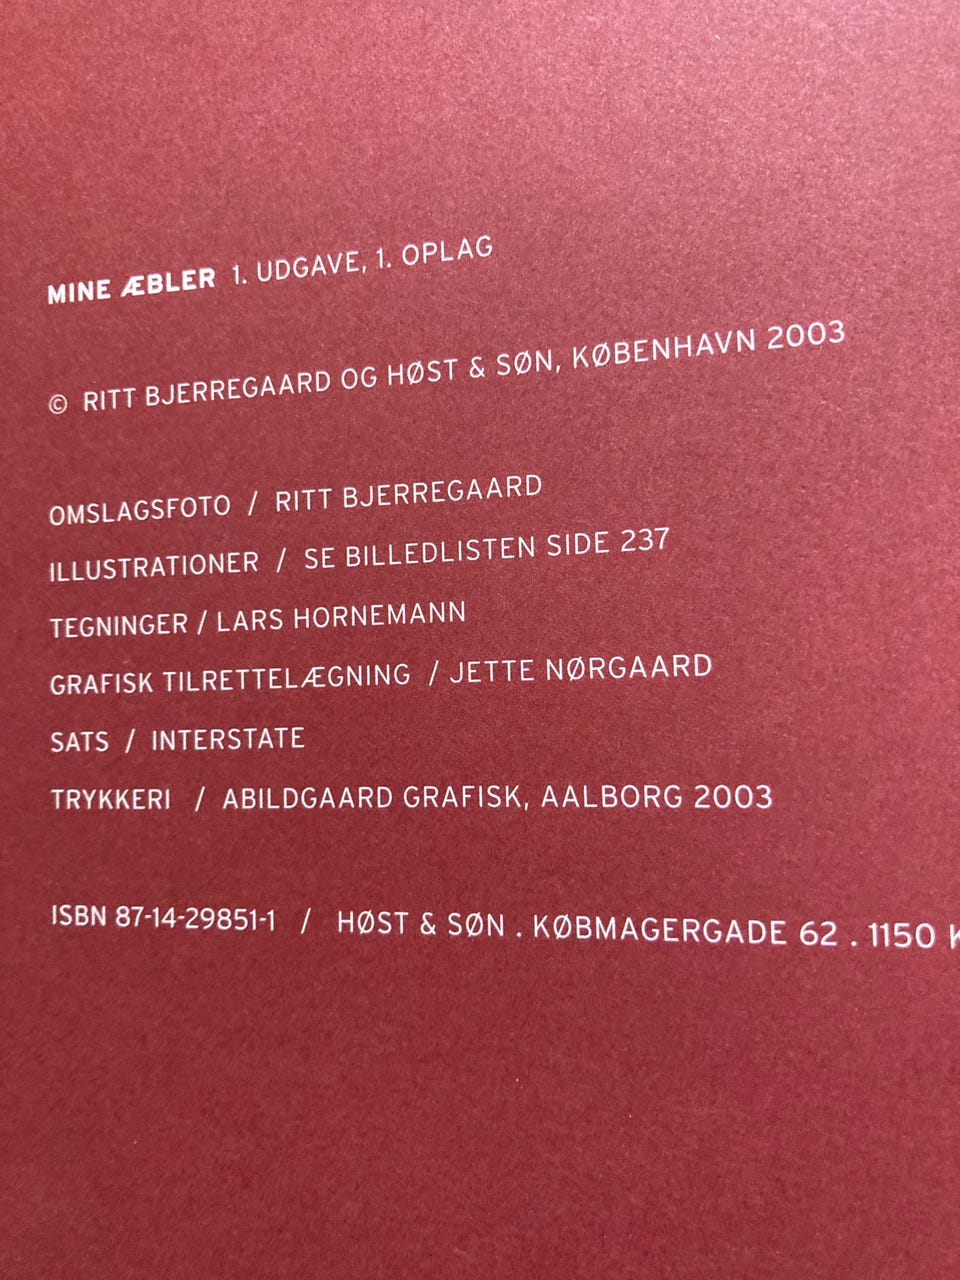 MINE ÆBLER 1. UDGAVE, 1. OPLAG
© RITT BJERREGAARD OG HØST & SØN, KØBENHAVN 2003
OMSLAGSFOTO / RITT BJERREGAARD
ILLUSTRATIONER / SE BILLEDLISTEN SIDE 237
TEGNINGER / LARS HORNEMANN
GRAFISK TILRETTELÆGNING / JETTE NØRGAARD
SATS / INTERSTATE
TRYKKERI / ABILDGAARD GRAFISK, AALBORG 2003
ISBN 87-14-29851-1 / HØST & SØN . KØBMAGERGADE 62 . 1150 K